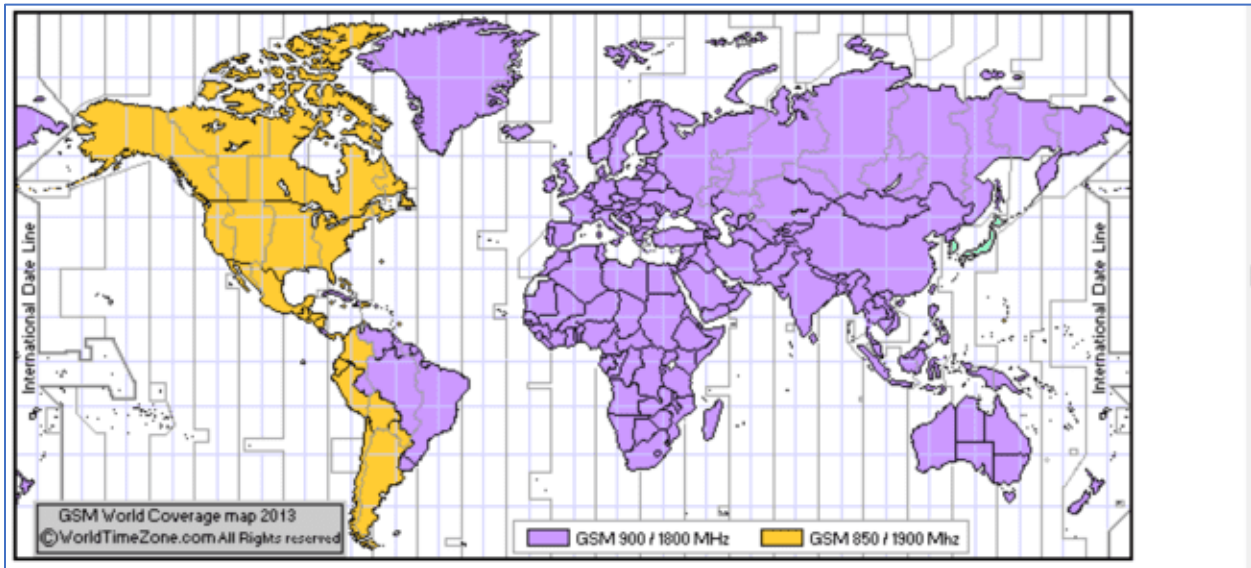 International Date Line
International Date Line
GSM World Coverage map 2013
©WorldTimeZone.com All Rights reserved
GSM 900 / 1800 MHz
GSM 850 / 1900 Mhz